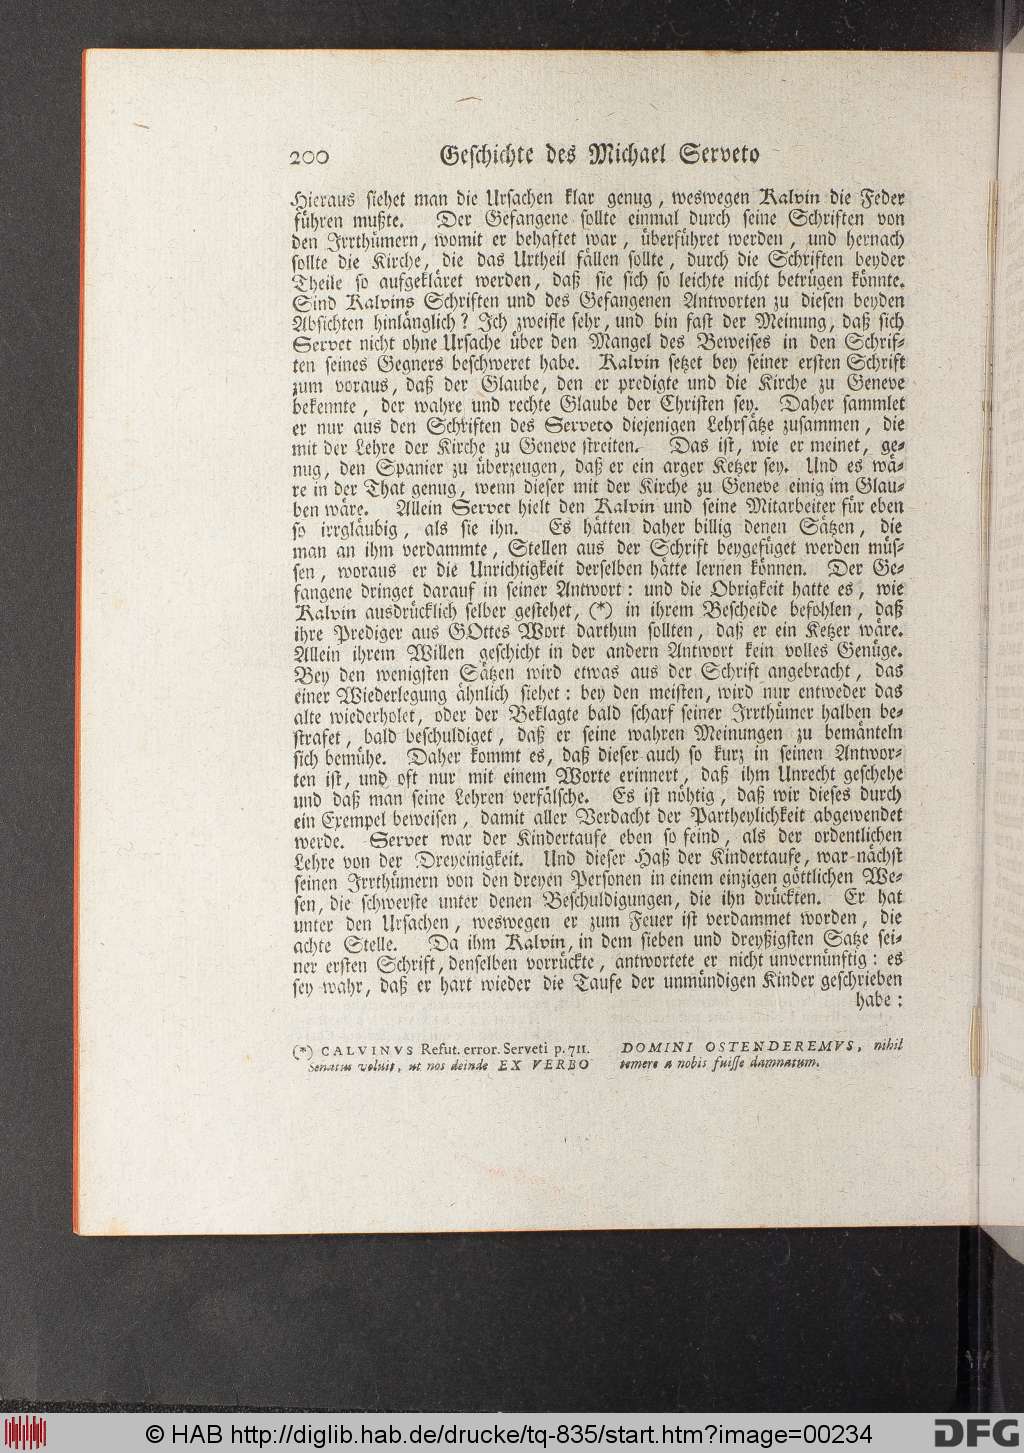 200 Geschichte des Michael Serveto
Hieraus siehet man die Ursachen klar genug, weswegen Kalvin die Feder
führen mußte. Der Gefangene sollte einmal durch seine Schriften von
den Irrthümern, womit er behaftet war, überführet werden, und hernach
sollte die Kirche, die das Urtheil fällen sollte, durch die Schriften beyder
Theile so aufgekläret werden, daß sie sich so leichte nicht betrügen könnte.
Sind Kalvins Schriften und des Gefangenen Antworten zu diesen beyden
Absichten hinlänglich? Ich zweifle sehr, und bin fast der Meinung, daß sich
Servet nicht ohne Ursache über den Mangel des Beweises in den Schrif-
ten seines Gegners beschweret habe. Kalvin setzet bey seiner ersten Schrift
zum voraus, daß der Glaube, den er predigte und die Kirche zu Geneve
bekennte, der wahre und rechte Glaube der Christen sey. Daher sammlet
er nur aus den Schriften des Serveto diejenigen Lehrsätze zusammen, die
mit der Lehre der Kirche zu Geneve streiten. Das ist, wie er meinet, ge-
nug, den Spanier zu überzeugen, daß er ein arger Ketzer sey. Und es wä-
re in der That genug, wenn dieser mit der Kirche zu Geneve einig im Glau-
ben wäre. Allein Servet hielt den Kalvin und seine Mitarbeiter für eben
so irrgläubig, als sie ihn. Es hätten daher billig denen Sätzen, die
man an ihm verdammte, Stellen aus der Schrift beygefüget werden müs-
sen, woraus er die Unrichtigkeit derselben hätte lernen können. Der Ge-
fangene dringet darauf in seiner Antwort: und die Obrigkeit hatte es, wie
Kalvin ausdrücklich selber gestehet, (*) in ihrem Bescheide befohlen, daß
ihre Prediger aus GOttes Wort darthun sollten, daß er ein Ketzer wäre.
Allein ihrem Willen geschicht in der andern Antwort kein volles Genüge.
Bey den wenigsten Sätzen wird etwas aus der Schrift angebracht, das
einer Wiederlegung ähnlich siehet: bey den meisten, wird nur entweder das
alte wiederholet, oder der Beklagte bald scharf seiner Irrthümer halben be-
strafet, bald beschuldiget, daß er seine wahren Meinungen zu bemänteln
sich bemühe. Daher kommt es, daß dieser auch so kurz in seinen Antwor-
ten ist, und oft nur mit einem Worte erinnert, daß ihm Unrecht geschehe
und daß man seine Lehren verfälsche. Es ist nöhtig, daß wir dieses durch
ein Exempel beweisen, damit aller Verdacht der Partheylichkeit abgewendet
werde. Servet war der Kindertaufe eben so feind, als der ordentlichen
Lehre von der Dreyeinigkeit. Und dieser Haß der Kindertaufe, war nächst
seinen Irrthümern von den dreyen Personen in einem einzigen göttlichen We-
sen, die schwerste unter denen Beschuldigungen, die ihn drückten. Er hat
unter den Ursachen, weswegen er zum Feuer ist verdammet worden, die
achte Stelle. Da ihm Kalvin, in dem sieben und dreyßigsten Satze sei-
ner ersten Schrift, denselben vorrückte, antwortete er nicht unvernünftig: es
sey wahr, daß er hart wieder die Taufe der unmündigen Kinder geschrieben
habe:
(*) CALVINVS Refut. error. Serveti p. 711.
Senatus voluit, ut nos deinde EX VERBO
DOMINI OSTENDEREMVS, nihil
temere a nobis fuisse damnatum.
© HAB http://diglib.hab.de/drucke/tq-835/start.htm?image=00234
DFG